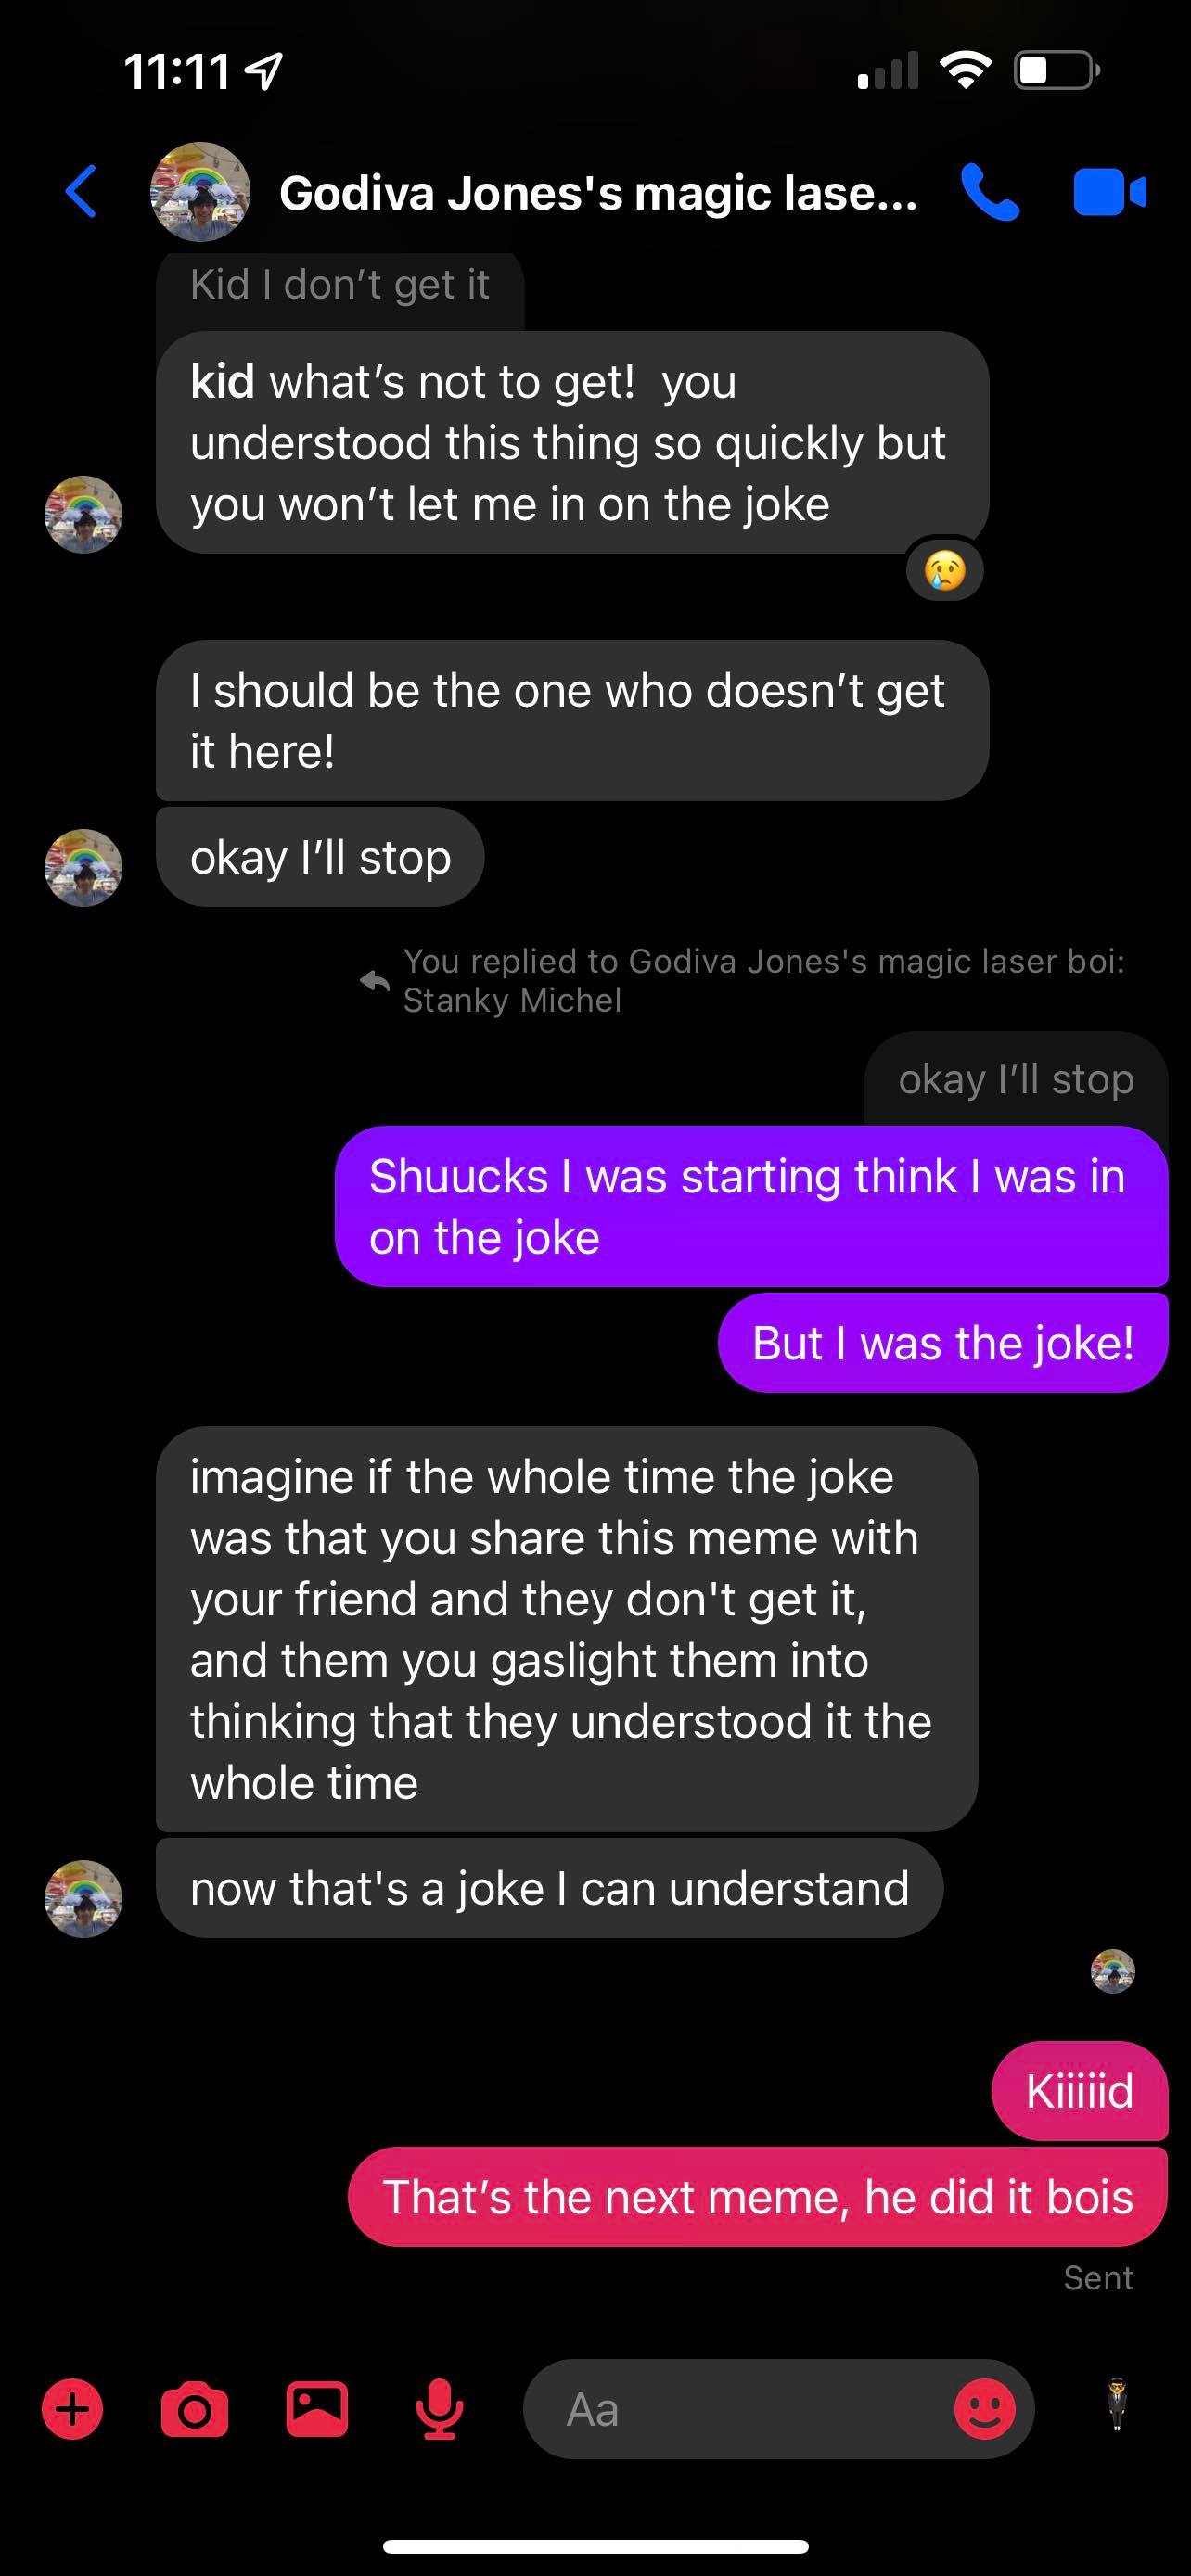 11:11
Godiva Jones's magic lase...
Kid I don't get it
kid what's not to get!  you
understood this thing so quickly but
you won't let me in on the joke
I should be the one who doesn't get
it here!
okay I'll stop
You replied to Godiva Jones's magic laser boi:
Stanky Michel
okay I'll stop
Shuucks I was starting think I was in
on the joke
But I was the joke!
imagine if the whole time the joke
was that you share this meme with
your friend and they don't get it,
and them you gaslight them into
thinking that they understood it the
whole time
now that's a joke I can understand
Kiiiiid
That's the next meme, he did it bois
Sent
Aa